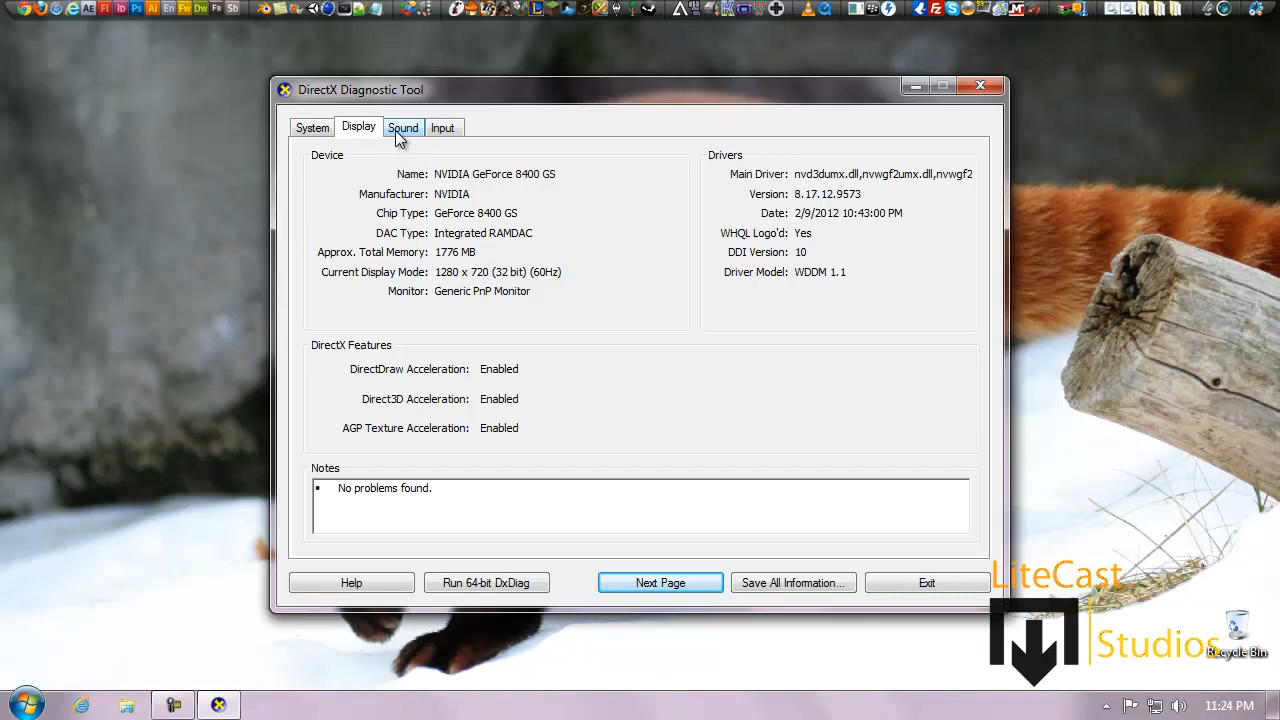 DirectX Diagnostic Tool
System
Display
Sound
Input
Device
Name: NVIDIA GeForce 8400 GS
Manufacturer: NVIDIA
Chip Type: GeForce 8400 GS
DAC Type: Integrated RAMDAC
Approx. Total Memory: 1776 MB
Current Display Mode: 1280 x 720 (32 bit) (60Hz)
Monitor: Generic PnP Monitor
Drivers
Main Driver: nvd3dumx.dll,nvwgf2umx.dll,nvwgf2
Version: 8.17.12.9573
Date: 2/9/2012 10:43:00 PM
WHQL Logo'd: Yes
DDI Version: 10
Driver Model: WDDM 1.1
DirectX Features
DirectDraw Acceleration: Enabled
Direct3D Acceleration: Enabled
AGP Texture Acceleration: Enabled
Notes
• No problems found.
Help
Run 64-bit DxDiag
Next Page
Save All Information...
Exit
LiteCast
Studios
Recycle Bin
11:24 PM